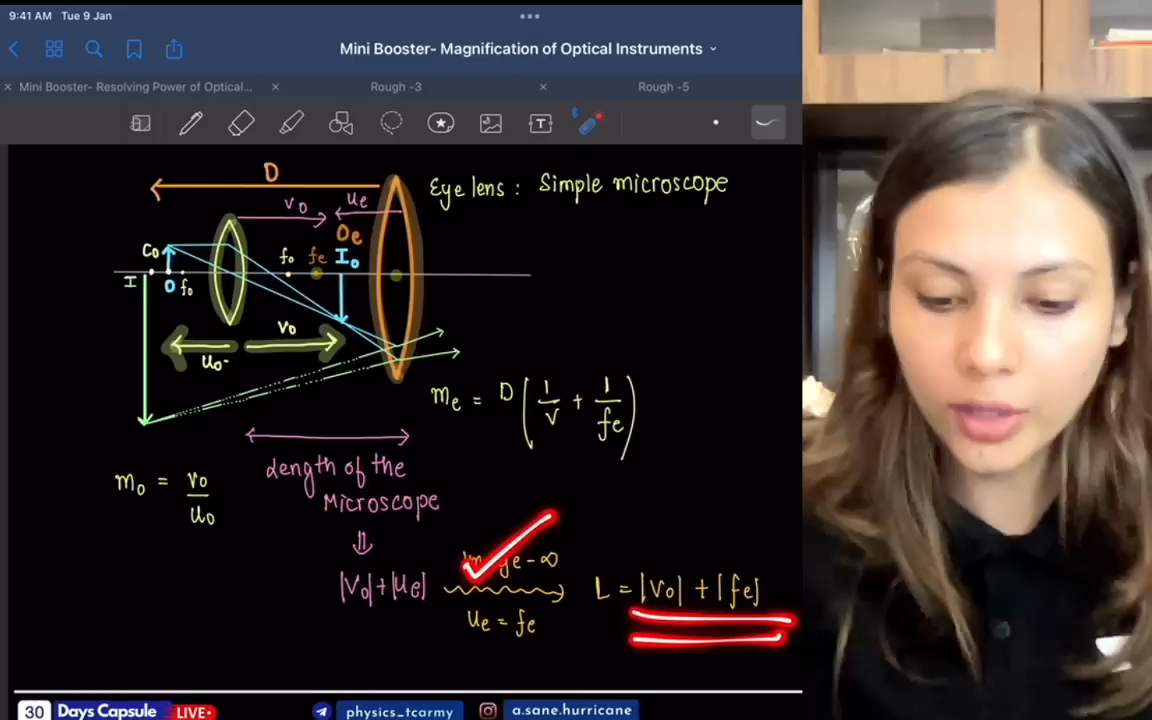 9:41 AM Tue 9 Jan
Mini Booster- Magnification of Optical Instruments
Mini Booster- Resolving Power of Optical...
Rough -3
Rough -5
D
Eye lens : Simple microscope
vo ue
Oe
Co fo fe Io
I O fo
vo
uo-
me = D(1/v + 1/fe)
Length of the
Microscope
mo = vo/uo
⇓
|Vo|+|ue|
L = |Vo| + |fe|
ue = fe
30 Days Capsule LIVE
physics_tcarmy
a.sane.hurricane